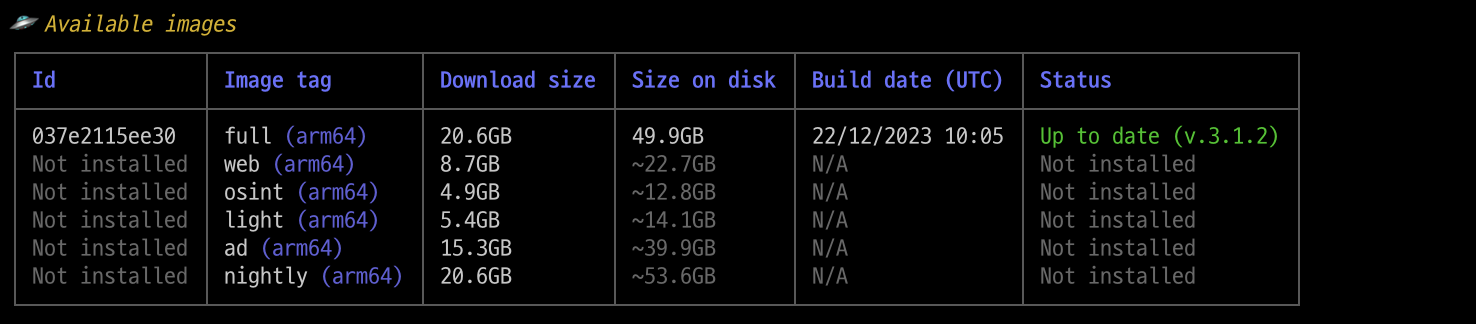 🛸 Available images
Id Image tag Download size Size on disk Build date (UTC) Status
037e2115ee30 full (arm64) 20.6GB 49.9GB 22/12/2023 10:05 Up to date (v.3.1.2)
Not installed web (arm64) 8.7GB ~22.7GB N/A Not installed
Not installed osint (arm64) 4.9GB ~12.8GB N/A Not installed
Not installed light (arm64) 5.4GB ~14.1GB N/A Not installed
Not installed ad (arm64) 15.3GB ~39.9GB N/A Not installed
Not installed nightly (arm64) 20.6GB ~53.6GB N/A Not installed